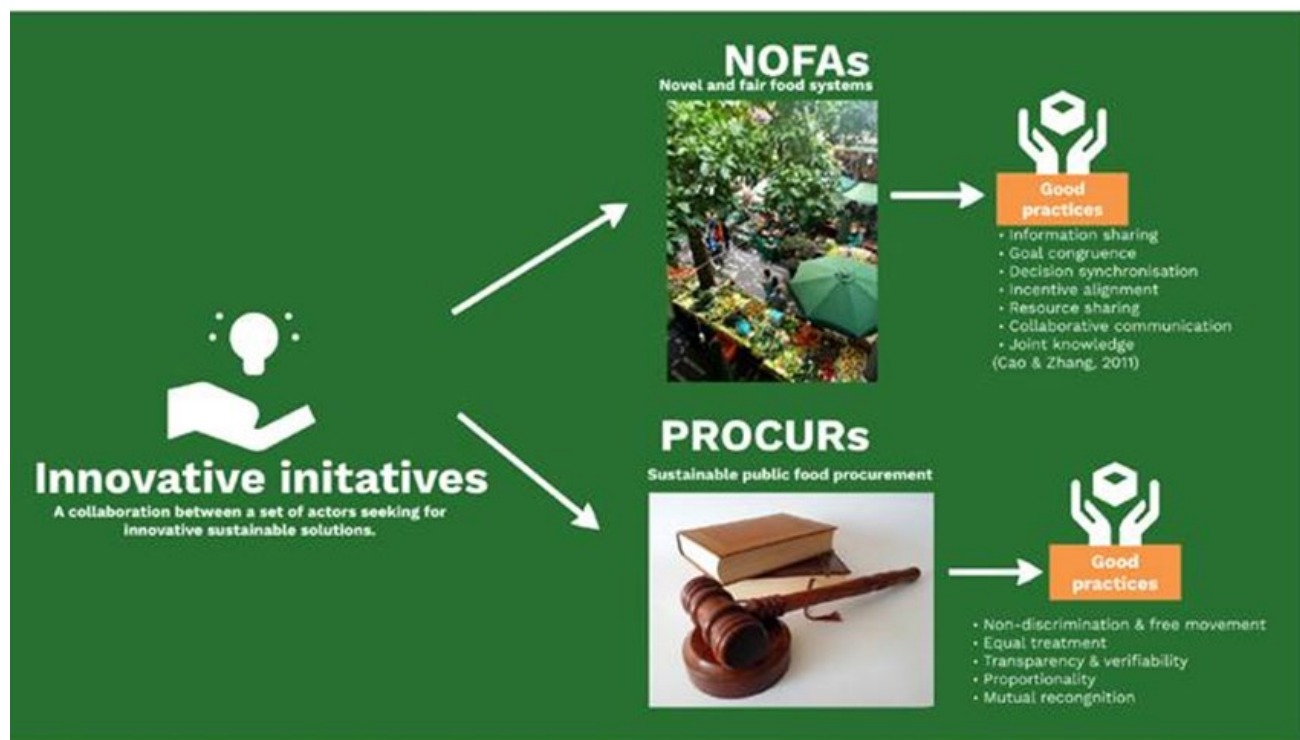 NOFAs
Novel and fair food systems
Good
practices
• Information sharing
• Goal congruence
• Decision synchronisation
• Incentive alignment
• Resource sharing
• Collaborative communication
• Joint knowledge
(Cao & Zhang, 2011)
Innovative initatives
A collaboration between a set of actors seeking for
innovative sustainable solutions.
PROCURs
Sustainable public food procurement
Good
practices
• Non-discrimination & free movement
• Equal treatment
• Transparency & verifiability
• Proportionality
• Mutual recongnition